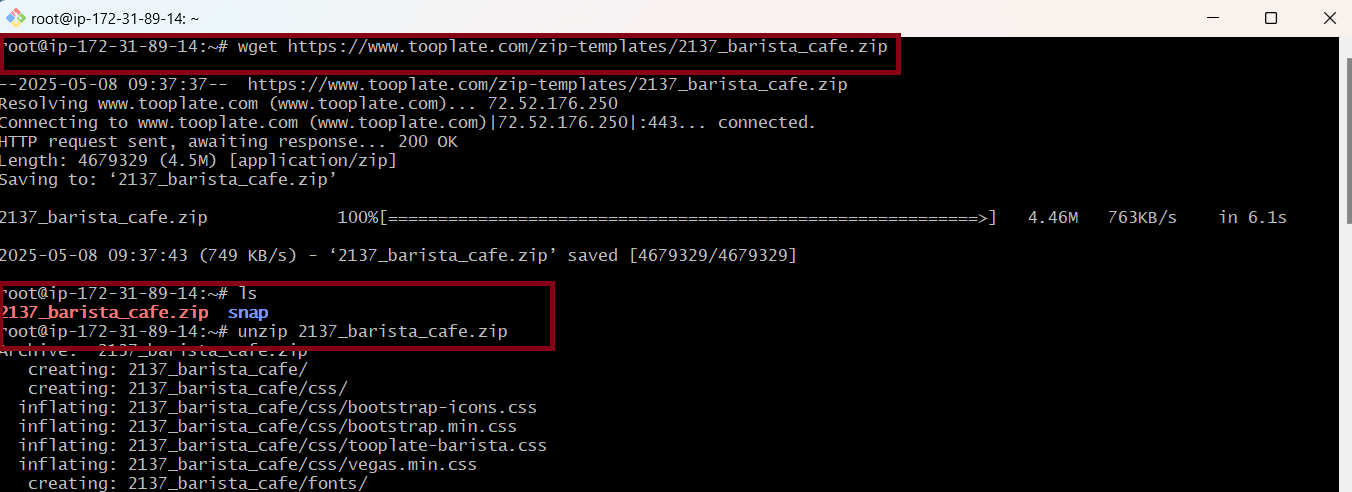 root@ip-172-31-89-14: ~
root@ip-172-31-89-14:~# wget https://www.tooplate.com/zip-templates/2137_barista_cafe.zip
--2025-05-08 09:37:37--  https://www.tooplate.com/zip-templates/2137_barista_cafe.zip
Resolving www.tooplate.com (www.tooplate.com)... 72.52.176.250
Connecting to www.tooplate.com (www.tooplate.com)|72.52.176.250|:443... connected.
HTTP request sent, awaiting response... 200 OK
Length: 4679329 (4.5M) [application/zip]
Saving to: ‘2137_barista_cafe.zip’
2137_barista_cafe.zip             100%[===========================================================>]   4.46M   763KB/s    in 6.1s
2025-05-08 09:37:43 (749 KB/s) - ‘2137_barista_cafe.zip’ saved [4679329/4679329]
root@ip-172-31-89-14:~# ls
2137_barista_cafe.zip  snap
root@ip-172-31-89-14:~# unzip 2137_barista_cafe.zip
Archive:  2137_barista_cafe.zip
   creating: 2137_barista_cafe/
   creating: 2137_barista_cafe/css/
  inflating: 2137_barista_cafe/css/bootstrap-icons.css
  inflating: 2137_barista_cafe/css/bootstrap.min.css
  inflating: 2137_barista_cafe/css/tooplate-barista.css
  inflating: 2137_barista_cafe/css/vegas.min.css
   creating: 2137_barista_cafe/fonts/